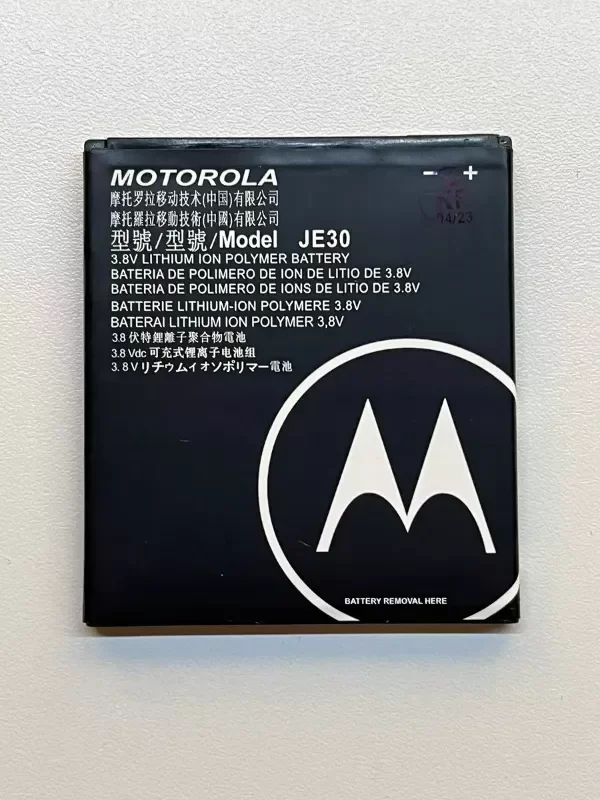 MOTOROLA
摩托罗拉移动技术(中国)有限公司
摩托羅拉移動技術(中國)有限公司
型號/型號/Model JE30
3.8V LITHIUM ION POLYMER BATTERY
BATERIA DE POLIMERO DE ION DE LITIO DE 3.8V
BATERIA DE POLIMERO DE IONS DE LITIO DE 3.8V
BATTERIE LITHIUM-ION POLYMERE 3.8V
BATERAI LITHIUM ION POLYMER 3,8V
3.8 伏特鋰離子聚合物電池
3.8 Vdc 可充式锂离子电池组
3. 8 V リチウムイオンポリマー電池
- +
14/23
BATTERY REMOVAL HERE